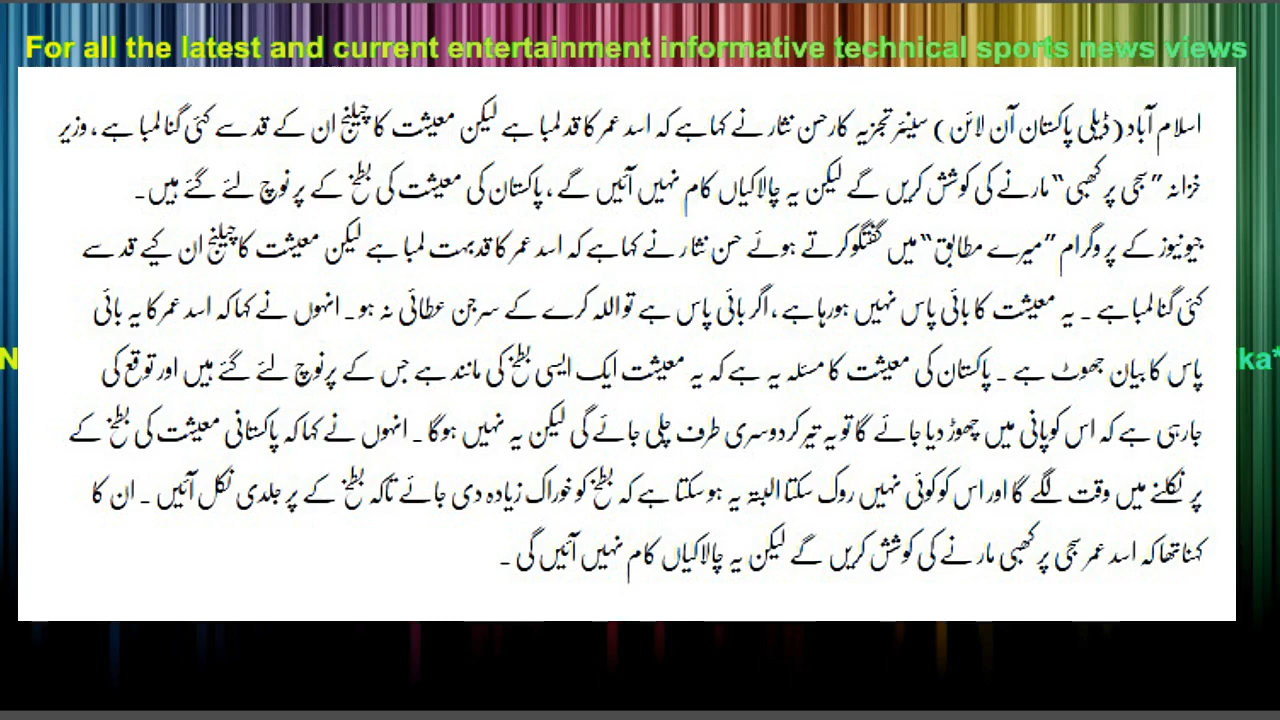 For all the latest and current entertainment informative technical sports news views
اسلام آباد (ڈیلی پاکستان آن لائن) سینئر تجزیہ کار حسن نثار نے کہا ہے کہ اسد عمر کا قد لمبا ہے لیکن معیشت کا چیلنج ان کے قد سے کئی گنا لمبا ہے ، وزیر
خزانہ ”سجی پر کھبی“ مارنے کی کوشش کریں گے لیکن یہ چالاکیاں کام نہیں آئیں گے ، پاکستان کی معیشت کی بطخ کے پر نوچ لئے گئے ہیں ۔
جیونیوز کے پروگرام ”میرے مطابق“ میں گفتگو کرتے ہوئے حسن نثار نے کہا ہے کہ اسد عمر کا قد بہت لمبا ہے لیکن معیشت کا چیلنج ان کیے قد سے
کئی گنا لمبا ہے ۔ یہ معیشت کا بائی پاس نہیں ہورہا ہے ، اگر بائی پاس ہے تو اللہ کرے کے سرجن عطائی نہ ہو ۔ انہوں نے کہا کہ اسد عمر کا یہ بائی
N
پاس کا بیان جھوٹ ہے ۔ پاکستان کی معیشت کا مسئلہ یہ ہے کہ یہ معیشت ایک ایسی بطخ کی مانند ہے جس کے پر نوچ لئے گئے ہیں اور توقع کی
ka*
جارہی ہے کہ اس کو پانی میں چھوڑ دیا جائے گا تو یہ تیر کر دوسری طرف چلی جائے گی لیکن یہ نہیں ہوگا ۔ انہوں نے کہا کہ پاکستانی معیشت کی بطخ کے
پر نکلنے میں وقت لگے گا اور اس کو کوئی نہیں روک سکتا البتہ یہ ہو سکتا ہے کہ بطخ کو خوراک زیادہ دی جائے تاکہ بطخ کے پر جلدی نکل آئیں ۔ ان کا
کہنا تھا کہ اسد عمر سجی پر کھبی مارنے کی کوشش کریں گے لیکن یہ چالاکیاں کام نہیں آئیں گی ۔